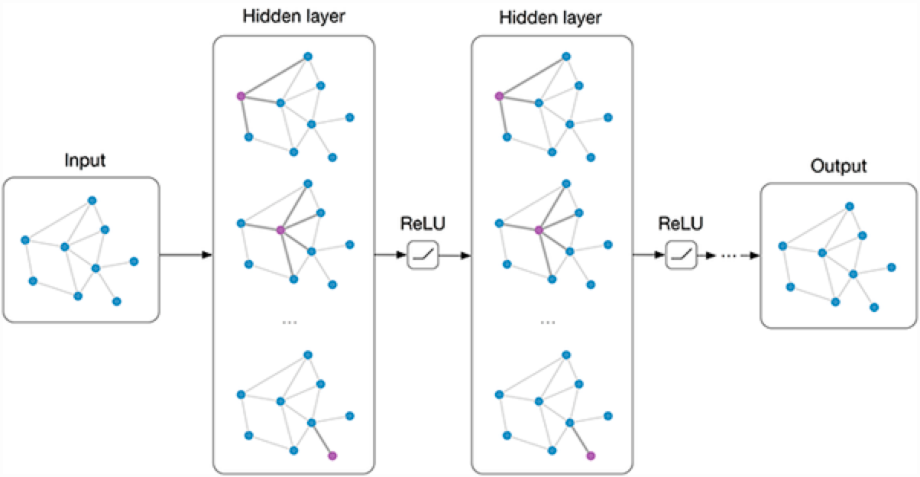 Hidden layer
Hidden layer
Input
ReLU
ReLU
Output
...
...
...